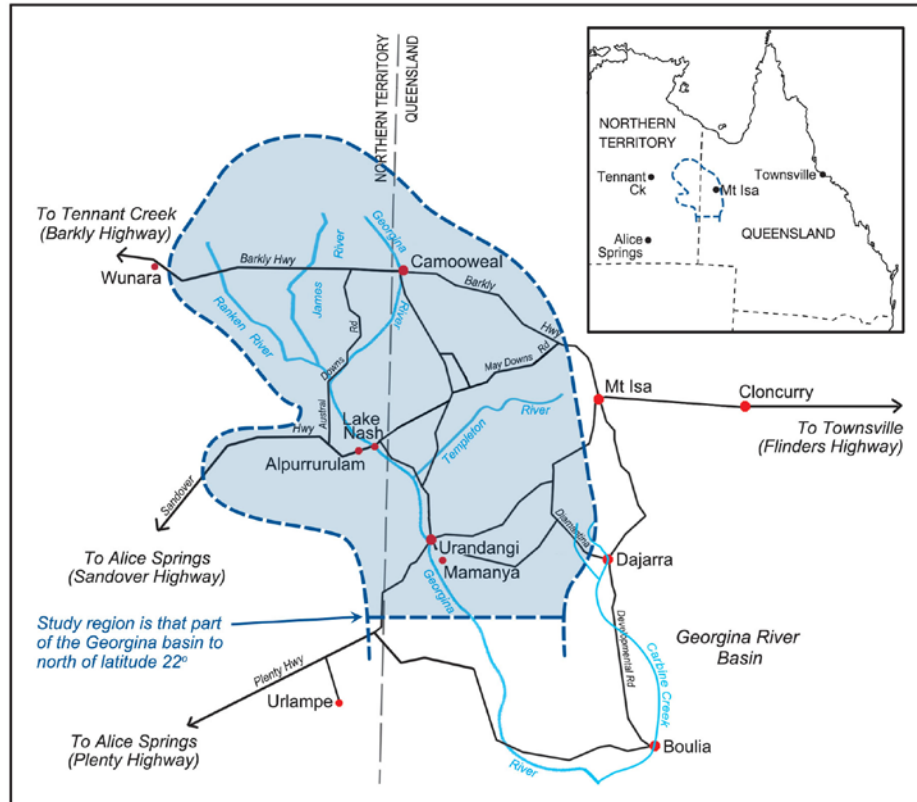 NORTHERN TERRITORY
QUEENSLAND
NORTHERN
TERRITORY
Tennant
Ck
Mt Isa
Townsville
QUEENSLAND
Alice
Springs
To Tennant Creek
(Barkly Highway)
Wunara
Barkly Hwy
Georgina
River
Camooweal
Barkly
Hwy
Ranken
River
James
River
Downs
Rd
Austral
May Downs
Rd
Mt Isa
Cloncurry
To Townsville
(Flinders Highway)
Lake
Nash
Hwy
Alpurrurulam
Templeton
River
Sandover
To Alice Springs
(Sandover Highway)
Urandangi
Mamanya
Diamantina
Dajarra
Georgina
Study region is that part
of the Georgina basin to
north of latitude 22º
Developmental Rd
Carbine Creek
Georgina River
Basin
Plenty Hwy
Urlampe
To Alice Springs
(Plenty Highway)
River
Boulia